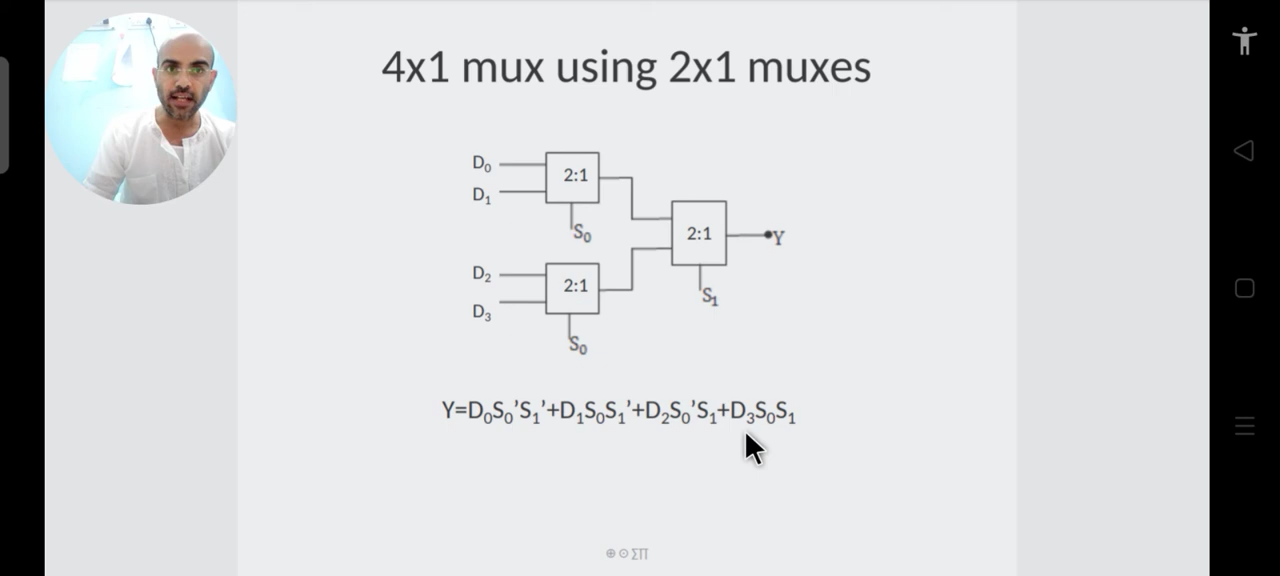 4x1 mux using 2x1 muxes
D₀
D₁
2:1
S₀
D₂
D₃
2:1
S₀
2:1
S₁
Y
Y=D₀S₀’S₁’+D₁S₀S₁’+D₂S₀’S₁+D₃S₀S₁
⊕⊙∑∏